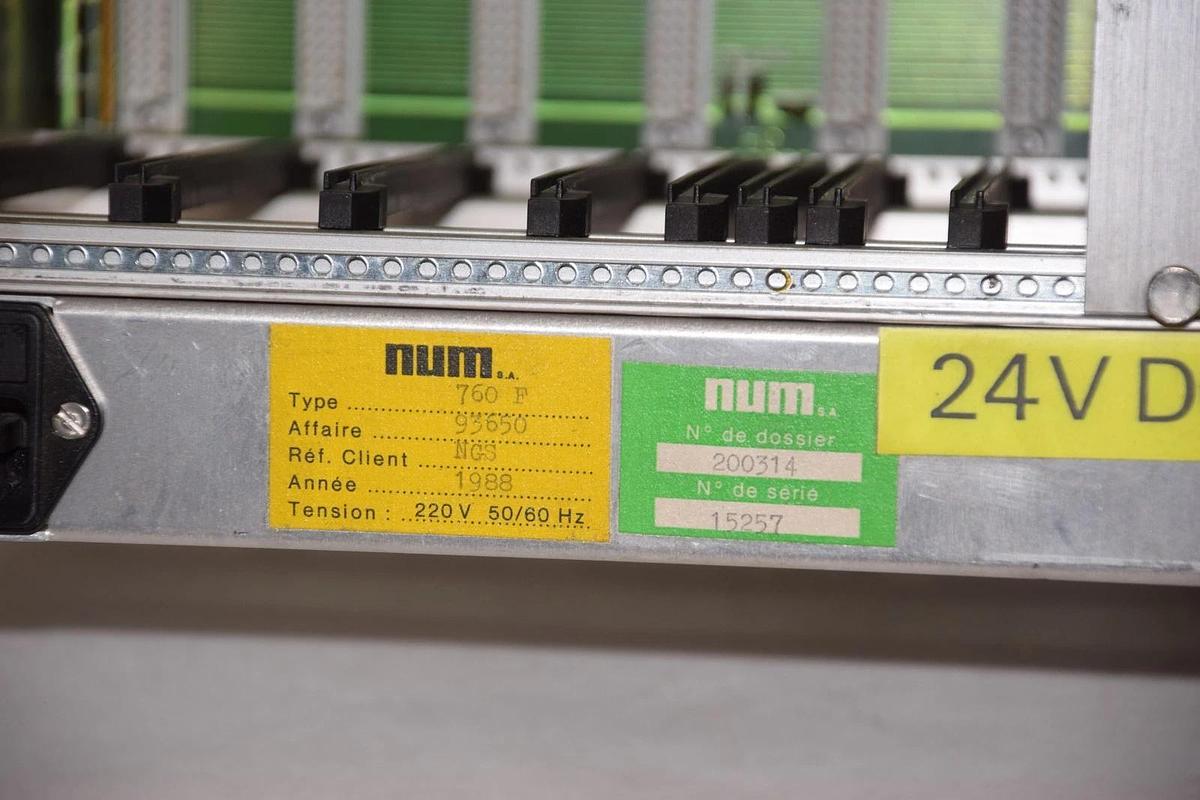 num S.A.
Type 760 F
Affaire 93650
Réf. Client NGS
Année 1988
Tension : 220 V 50/60 Hz
num S.A.
N° de dossier
200314
N° de série
15257
24V D